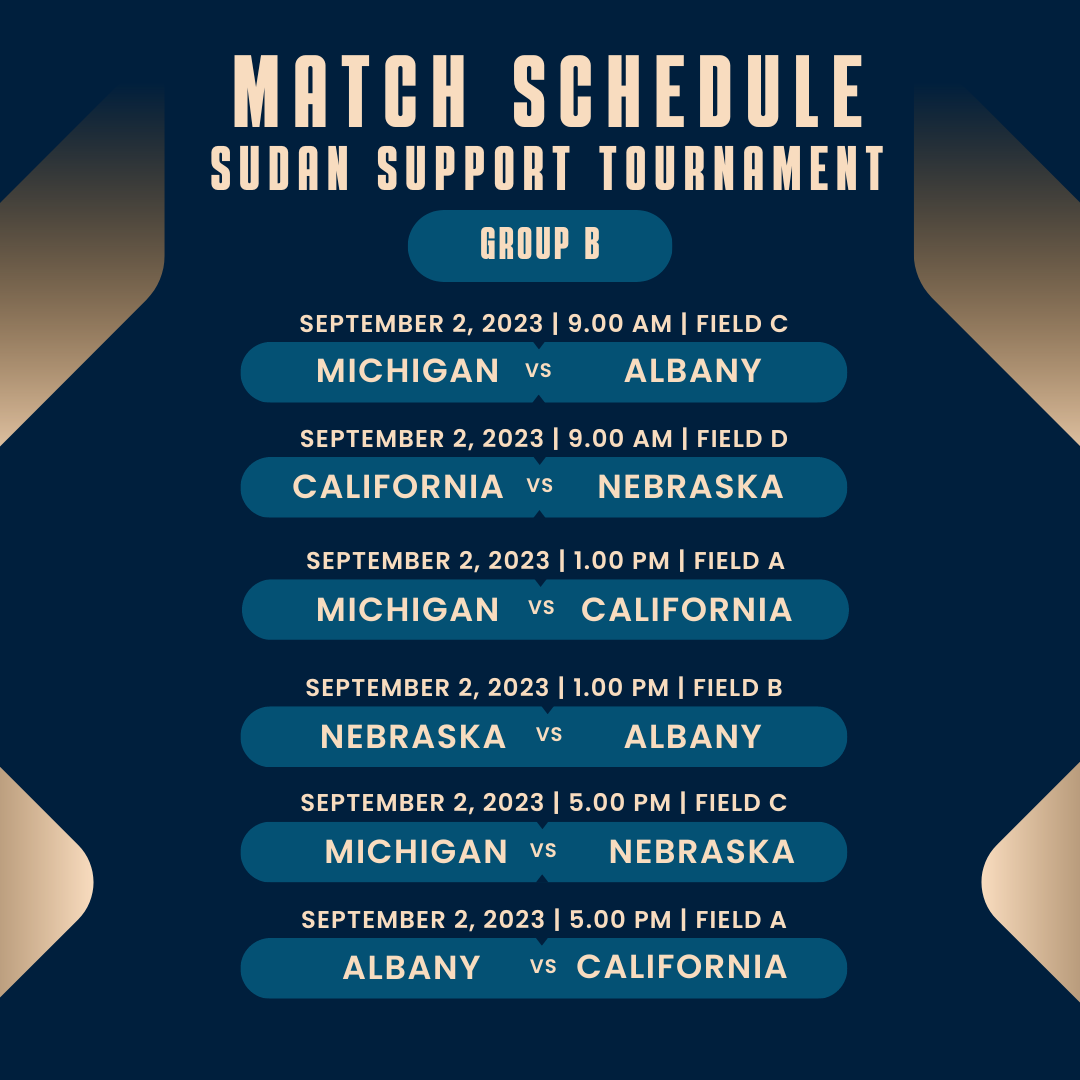 MATCH SCHEDULE
SUDAN SUPPORT TOURNAMENT
GROUP B
SEPTEMBER 2, 2023 | 9.00 AM | FIELD C
MICHIGAN VS ALBANY
SEPTEMBER 2, 2023 | 9.00 AM | FIELD D
CALIFORNIA VS NEBRASKA
SEPTEMBER 2, 2023 | 1.00 PM | FIELD A
MICHIGAN VS CALIFORNIA
SEPTEMBER 2, 2023 | 1.00 PM | FIELD B
NEBRASKA VS ALBANY
SEPTEMBER 2, 2023 | 5.00 PM | FIELD C
MICHIGAN VS NEBRASKA
SEPTEMBER 2, 2023 | 5.00 PM | FIELD A
ALBANY VS CALIFORNIA